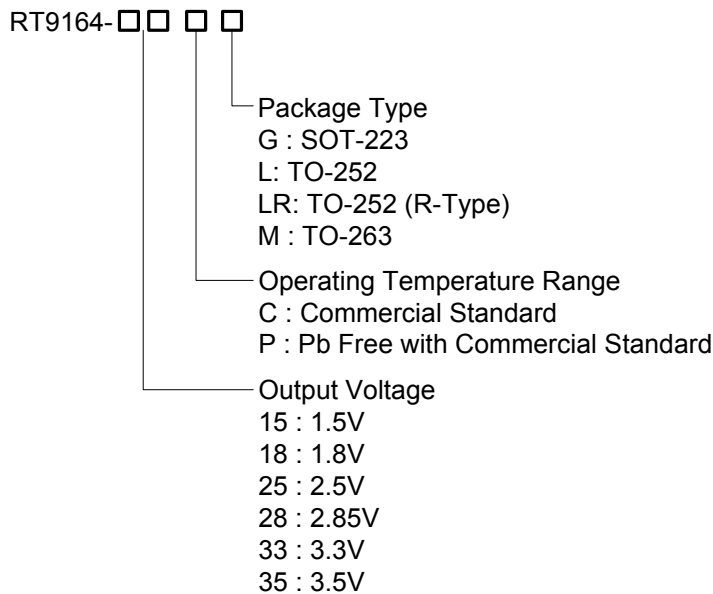 RT9164-
Package Type
G : SOT-223
L: TO-252
LR: TO-252 (R-Type)
M : TO-263
Operating Temperature Range
C : Commercial Standard
P : Pb Free with Commercial Standard
Output Voltage
15 : 1.5V
18 : 1.8V
25 : 2.5V
28 : 2.85V
33 : 3.3V
35 : 3.5V